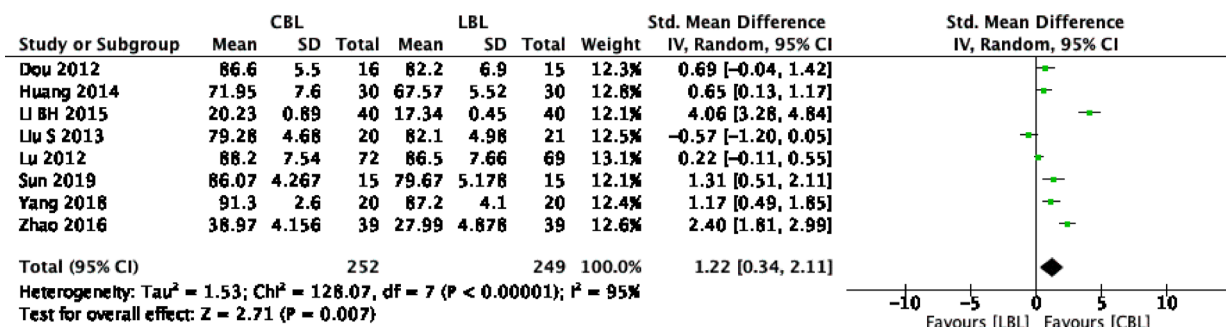 CBL LBL Std. Mean Difference Std. Mean Difference
Study or Subgroup Mean SD Total Mean SD Total Weight IV, Random, 95% CI IV, Random, 95% CI
Dou 2012 86.6 5.5 16 82.2 6.9 15 12.3% 0.69 [−0.04, 1.42]
Huang 2014 71.95 7.6 30 67.57 5.52 30 12.8% 0.65 [0.13, 1.17]
LI BH 2015 20.23 0.89 40 17.34 0.45 40 12.1% 4.06 [3.28, 4.84]
Liu S 2013 79.28 4.68 20 82.1 4.98 21 12.5% −0.57 [−1.20, 0.05]
Lu 2012 88.2 7.54 72 86.5 7.66 69 13.1% 0.22 [−0.11, 0.55]
Sun 2019 86.07 4.267 15 79.67 5.178 15 12.1% 1.31 [0.51, 2.11]
Yang 2018 91.3 2.6 20 87.2 4.1 20 12.4% 1.17 [0.49, 1.85]
Zhao 2016 38.97 4.156 39 27.99 4.878 39 12.6% 2.40 [1.81, 2.99]
Total (95% CI) 252 249 100.0% 1.22 [0.34, 2.11]
Heterogeneity: Tau² = 1.53; Chi² = 128.07, df = 7 (P < 0.00001); I² = 95%
Test for overall effect: Z = 2.71 (P = 0.007)
−10 −5 0 5 10
Favours [LBL] Favours [CBL]